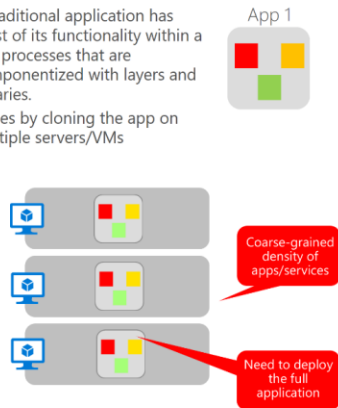 aditional application has
st of its functionality within a
processes that are
mponentized with layers and
aries.
es by cloning the app on
tiple servers/VMs
App 1
Coarse-grained
density of
apps/services
Need to deploy
the full
application